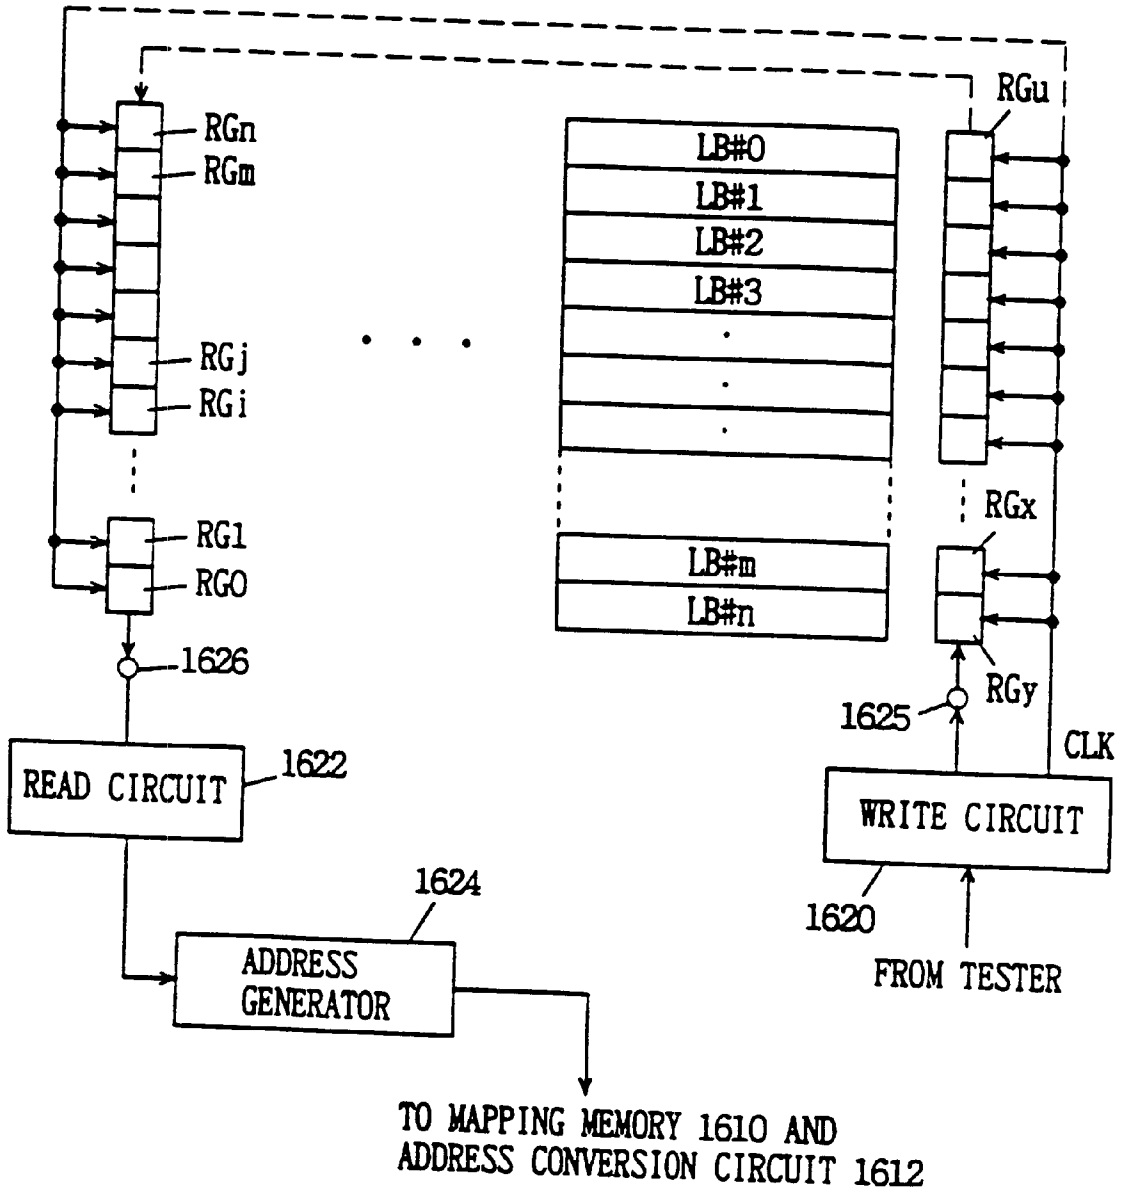 RGu
RGn
RGm
LB#0
LB#1
LB#2
LB#3
RGj
RGi
. . .
RGx
RG1
RG0
LB#m
LB#n
1626
RGy
1625
CLK
1622
READ CIRCUIT
WRITE CIRCUIT
1624
1620
ADDRESS
GENERATOR
FROM TESTER
TO MAPPING MEMORY 1610 AND
ADDRESS CONVERSION CIRCUIT 1612